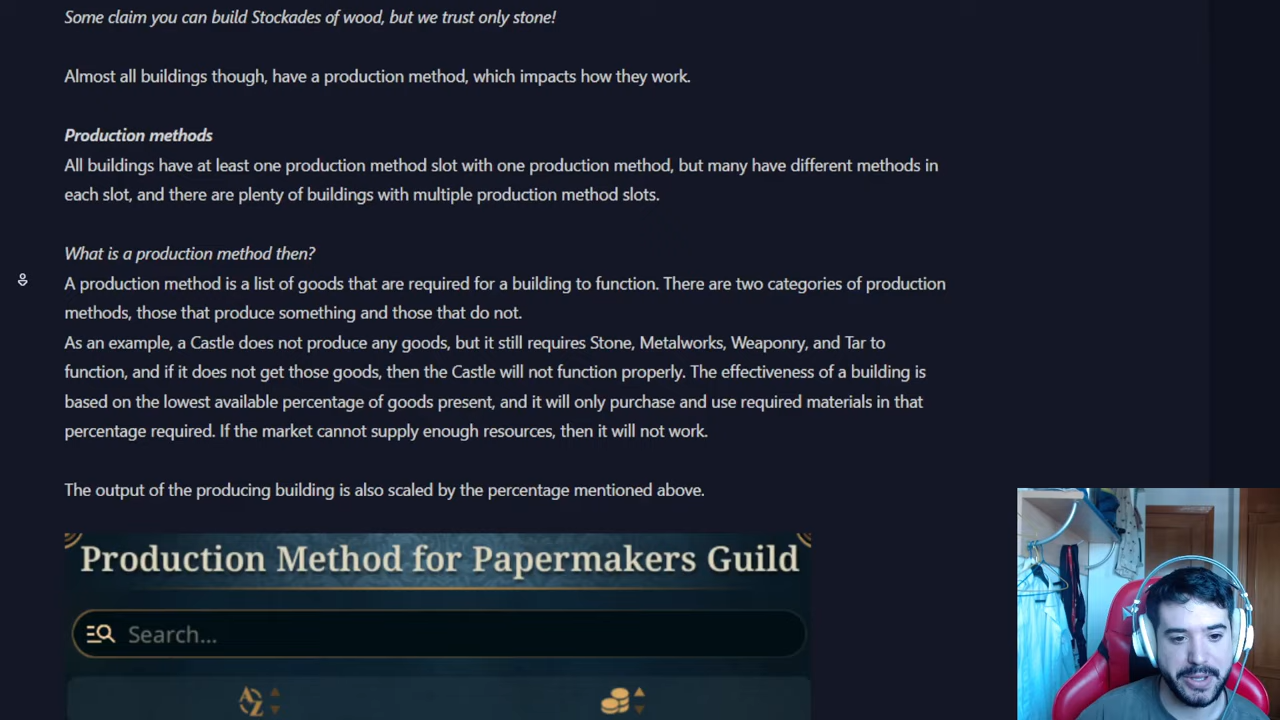 Some claim you can build Stockades of wood, but we trust only stone!
Almost all buildings though, have a production method, which impacts how they work.
Production methods
All buildings have at least one production method slot with one production method, but many have different methods in
each slot, and there are plenty of buildings with multiple production method slots.
What is a production method then?
A production method is a list of goods that are required for a building to function. There are two categories of production
methods, those that produce something and those that do not.
As an example, a Castle does not produce any goods, but it still requires Stone, Metalworks, Weaponry, and Tar to
function, and if it does not get those goods, then the Castle will not function properly. The effectiveness of a building is
based on the lowest available percentage of goods present, and it will only purchase and use required materials in that
percentage required. If the market cannot supply enough resources, then it will not work.
The output of the producing building is also scaled by the percentage mentioned above.
Production Method for Papermakers Guild
Search...